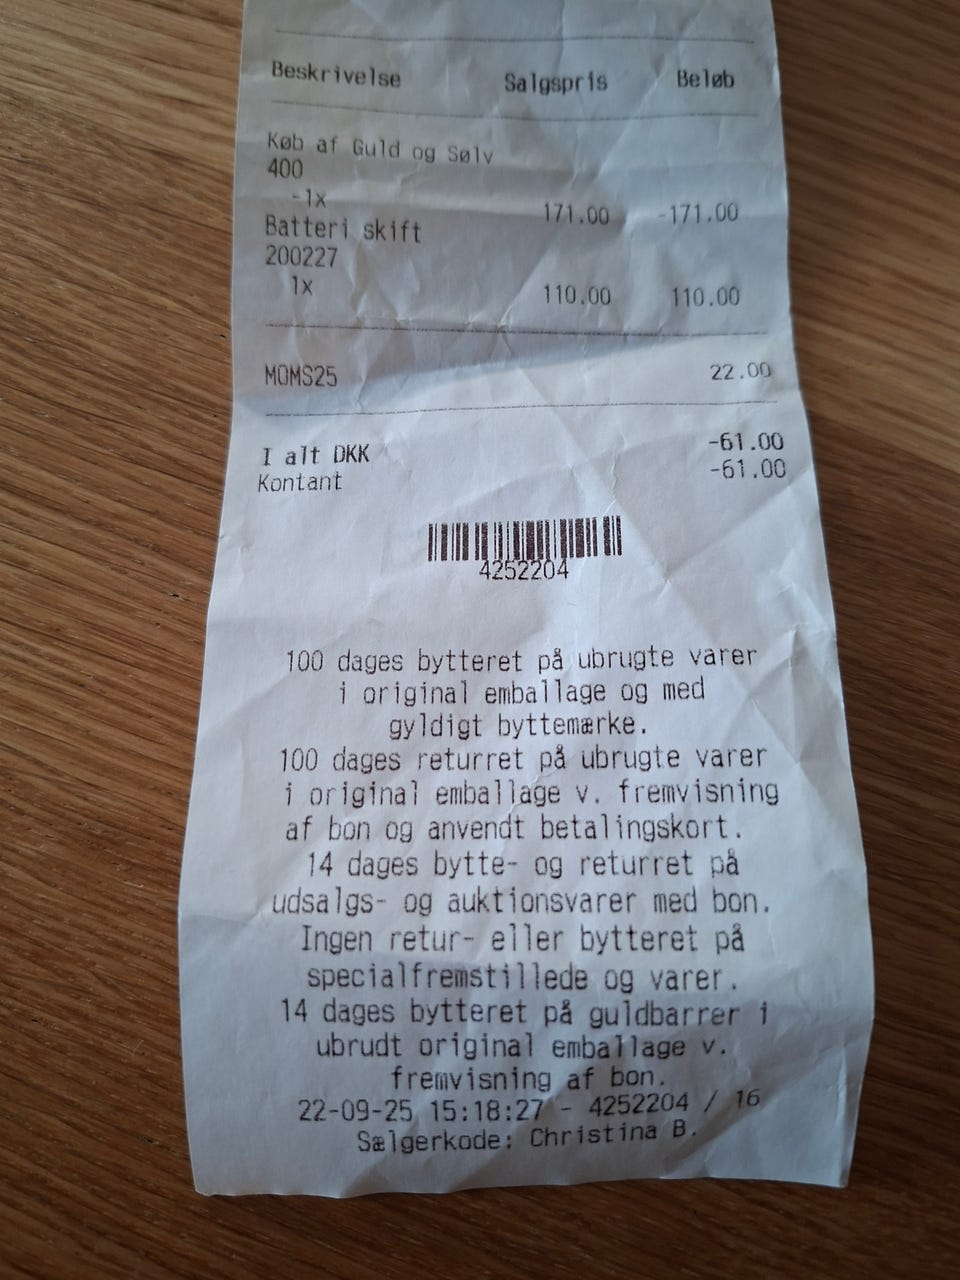 Beskrivelse Salgspris Beløb
Køb af Guld og Sølv
400
-1x 171.00 -171.00
Batteri skift
200227
1x 110.00 110.00
MOMS25 22.00
I alt DKK -61.00
Kontant -61.00
4252204
100 dages bytteret på ubrugte varer
i original emballage og med
gyldigt byttemærke.
100 dages returret på ubrugte varer
i original emballage v. fremvisning
af bon og anvendt betalingskort.
14 dages bytte- og returret på
udsalgs- og auktionsvarer med bon.
Ingen retur- eller bytteret på
specialfremstillede og varer.
14 dages bytteret på guldbarrer i
ubrudt original emballage v.
fremvisning af bon.
22-09-25 15:18:27 - 4252204 / 16
Sælgerkode: Christina B.